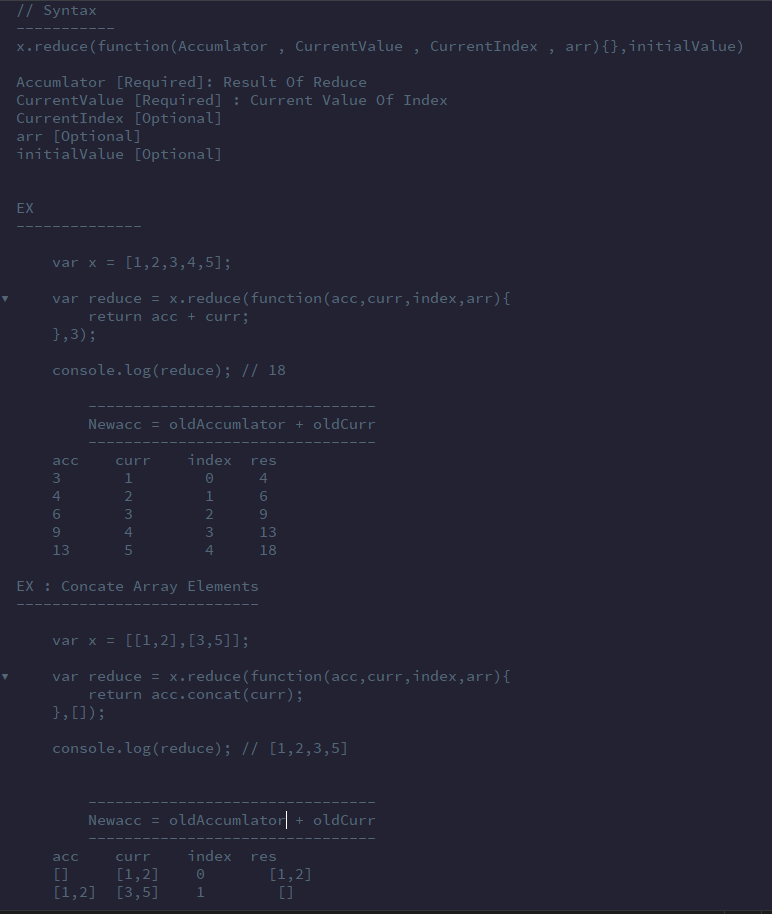 // Syntax
-----------
x.reduce(function(Accumlator , CurrentValue , CurrentIndex , arr){},initialValue)
Accumlator [Required]: Result Of Reduce
CurrentValue [Required] : Current Value Of Index
CurrentIndex [Optional]
arr [Optional]
initialValue [Optional]
EX
--------------
var x = [1,2,3,4,5];
var reduce = x.reduce(function(acc,curr,index,arr){
return acc + curr;
},3);
console.log(reduce); // 18
--------------------------------
Newacc = oldAccumlator + oldCurr
--------------------------------
acc curr index res
3 1 0 4
4 2 1 6
6 3 2 9
9 4 3 13
13 5 4 18
EX : Concate Array Elements
---------------------------
var x = [[1,2],[3,5]];
var reduce = x.reduce(function(acc,curr,index,arr){
return acc.concat(curr);
},[]);
console.log(reduce); // [1,2,3,5]
--------------------------------
Newacc = oldAccumlator + oldCurr
--------------------------------
acc curr index res
[] [1,2] 0 [1,2]
[1,2] [3,5] 1 []